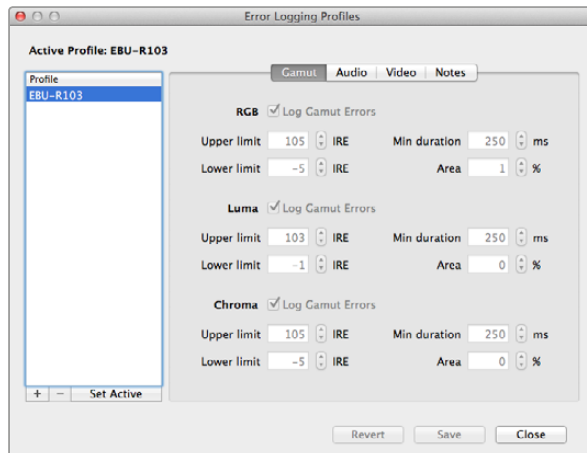 Error Logging Profiles
Active Profile: EBU-R103
Gamut Audio Video Notes
Profile
EBU-R103
RGB Log Gamut Errors
Upper limit 105 IRE Min duration 250 ms
Lower limit -5 IRE Area 1 %
Luma Log Gamut Errors
Upper limit 103 IRE Min duration 250 ms
Lower limit -1 IRE Area 0 %
Chroma Log Gamut Errors
Upper limit 105 IRE Min duration 250 ms
Lower limit -5 IRE Area 0 %
+ − Set Active
Revert Save Close